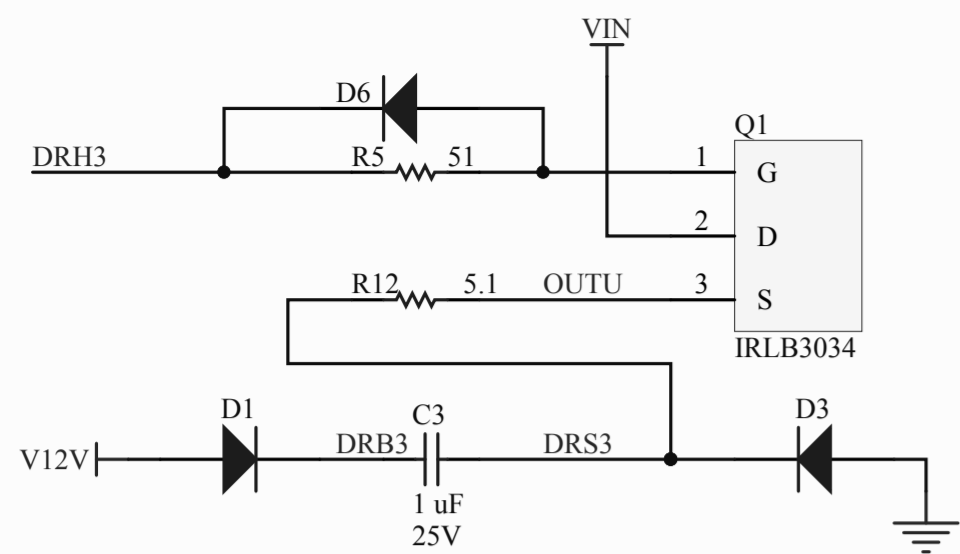 VIN
D6
Q1
DRH3 R5 51 1 G
2 D
R12 5.1 OUTU 3 S
IRLB3034
D1 C3 D3
V12V DRB3 DRS3
1 uF
25V